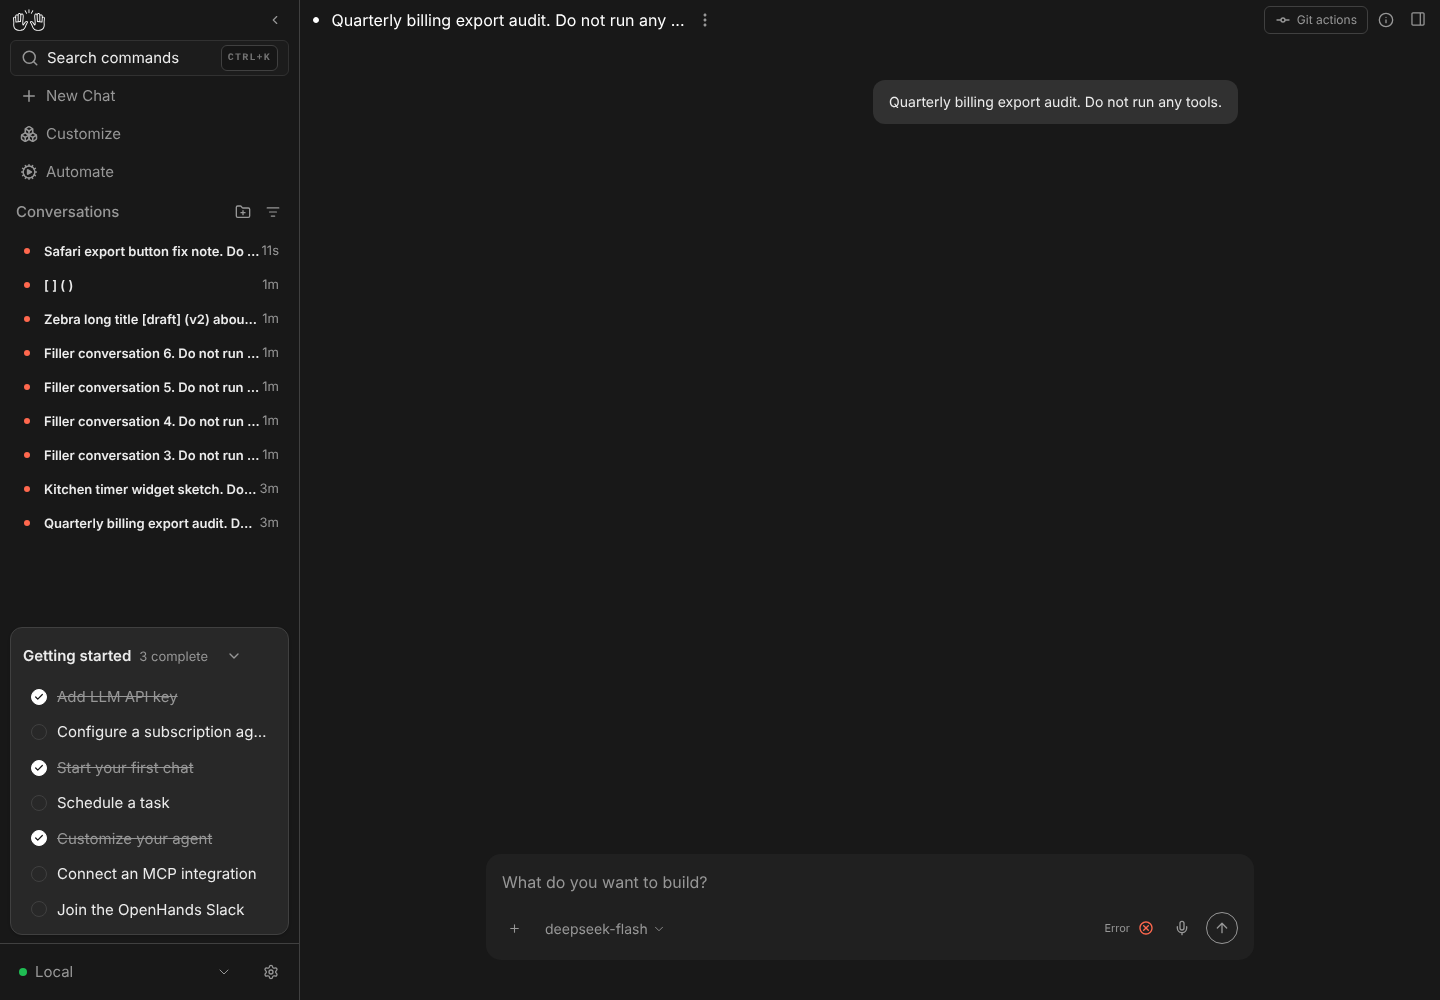 Search commands
CTRL+K
New Chat
Customize
Automate
Conversations
Safari export button fix note. Do ... 11s
[ ] ( ) 1m
Zebra long title [draft] (v2) abou... 1m
Filler conversation 6. Do not run ... 1m
Filler conversation 5. Do not run ... 1m
Filler conversation 4. Do not run ... 1m
Filler conversation 3. Do not run ... 1m
Kitchen timer widget sketch. Do... 3m
Quarterly billing export audit. D... 3m
Getting started 3 complete
Add LLM API key
Configure a subscription ag...
Start your first chat
Schedule a task
Customize your agent
Connect an MCP integration
Join the OpenHands Slack
Local
Quarterly billing export audit. Do not run any ...
Git actions
Quarterly billing export audit. Do not run any tools.
What do you want to build?
deepseek-flash
Error